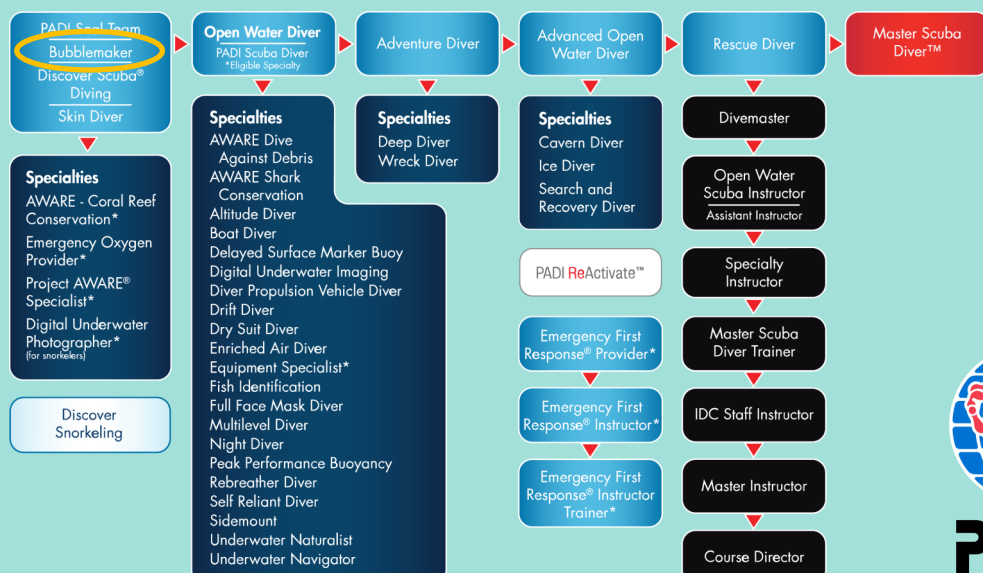 PADI Seal Team
Bubblemaker
Discover Scuba®
Diving
Skin Diver
Specialties
AWARE - Coral Reef
Conservation*
Emergency Oxygen
Provider*
Project AWARE®
Specialist*
Digital Underwater
Photographer*
(for snorkelers)
Discover
Snorkeling
Open Water Diver
PADI Scuba Diver
*Eligible Specialty
Specialties
AWARE Dive
Against Debris
AWARE Shark
Conservation
Altitude Diver
Boat Diver
Delayed Surface Marker Buoy
Digital Underwater Imaging
Diver Propulsion Vehicle Diver
Drift Diver
Dry Suit Diver
Enriched Air Diver
Equipment Specialist*
Fish Identification
Full Face Mask Diver
Multilevel Diver
Night Diver
Peak Performance Buoyancy
Rebreather Diver
Self Reliant Diver
Sidemount
Underwater Naturalist
Underwater Navigator
Adventure Diver
Specialties
Deep Diver
Wreck Diver
Advanced Open
Water Diver
Specialties
Cavern Diver
Ice Diver
Search and
Recovery Diver
PADI ReActivate™
Emergency First
Response® Provider*
Emergency First
Response® Instructor*
Emergency First
Response® Instructor
Trainer*
Rescue Diver
Divemaster
Open Water
Scuba Instructor
Assistant Instructor
Specialty
Instructor
Master Scuba
Diver Trainer
IDC Staff Instructor
Master Instructor
Course Director
Master Scuba
Diver™